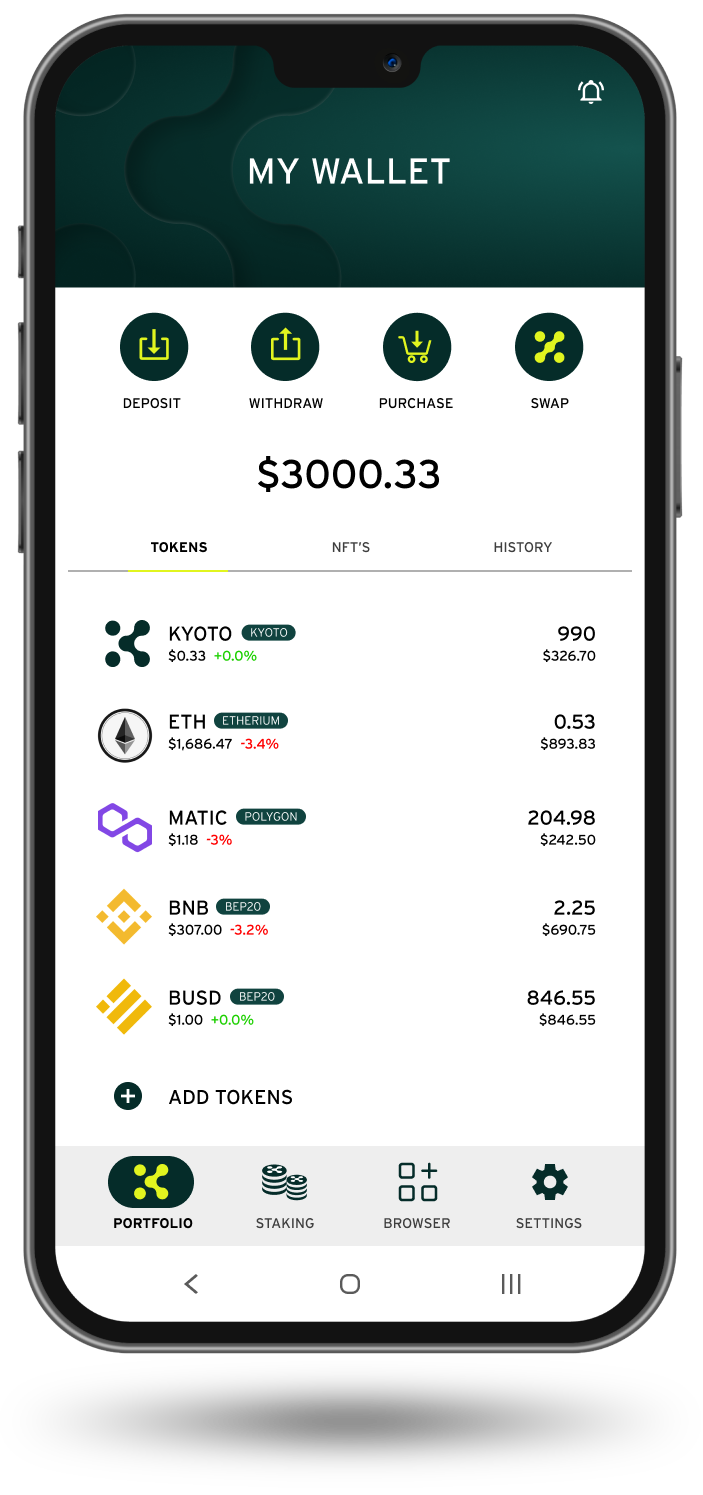 MY WALLET
DEPOSIT WITHDRAW PURCHASE SWAP
$3000.33
TOKENS NFT'S HISTORY
KYOTO KYOTO 990
$0.33 +0.0% $326.70
ETH ETHERIUM 0.53
$1,686.47 -3.4% $893.83
MATIC POLYGON 204.98
$1.18 -3% $242.50
BNB BEP20 2.25
$307.00 -3.2% $690.75
BUSD BEP20 846.55
$1.00 +0.0% $846.55
ADD TOKENS
PORTFOLIO STAKING BROWSER SETTINGS